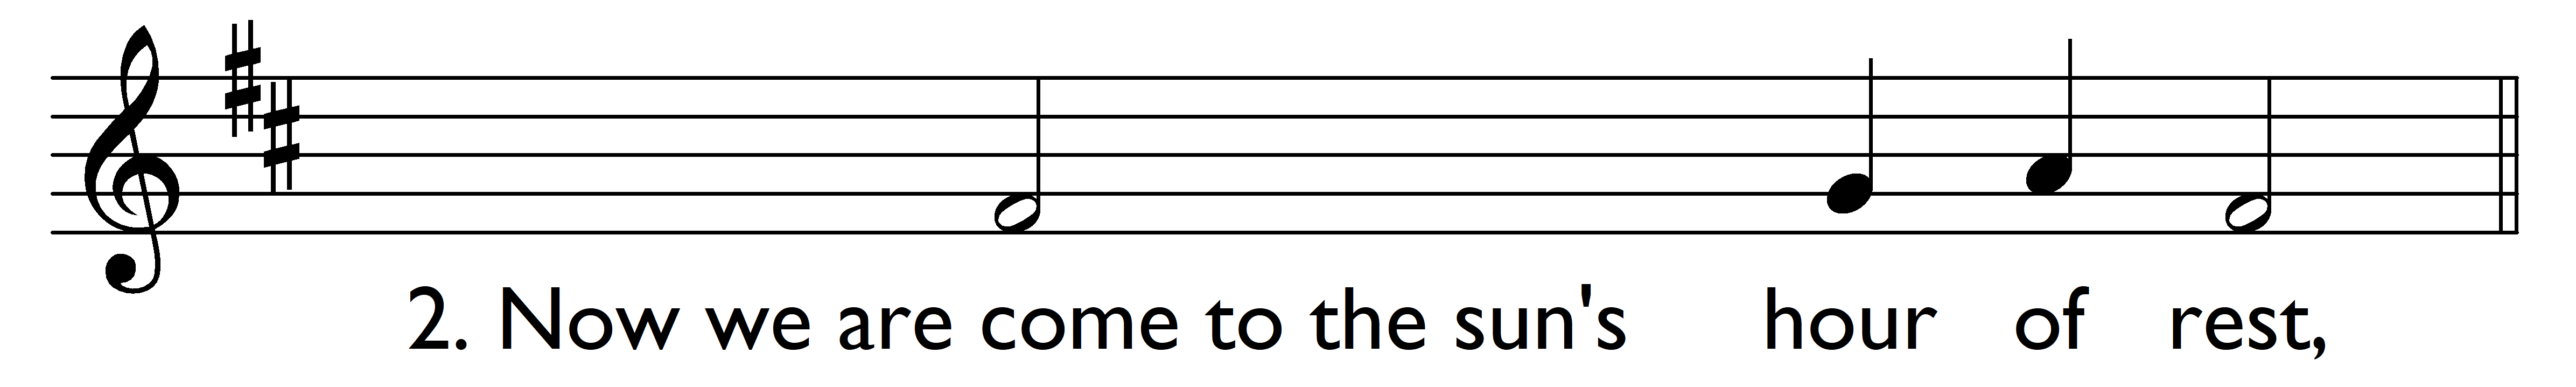 2. Now we are come to the sun's hour of rest,